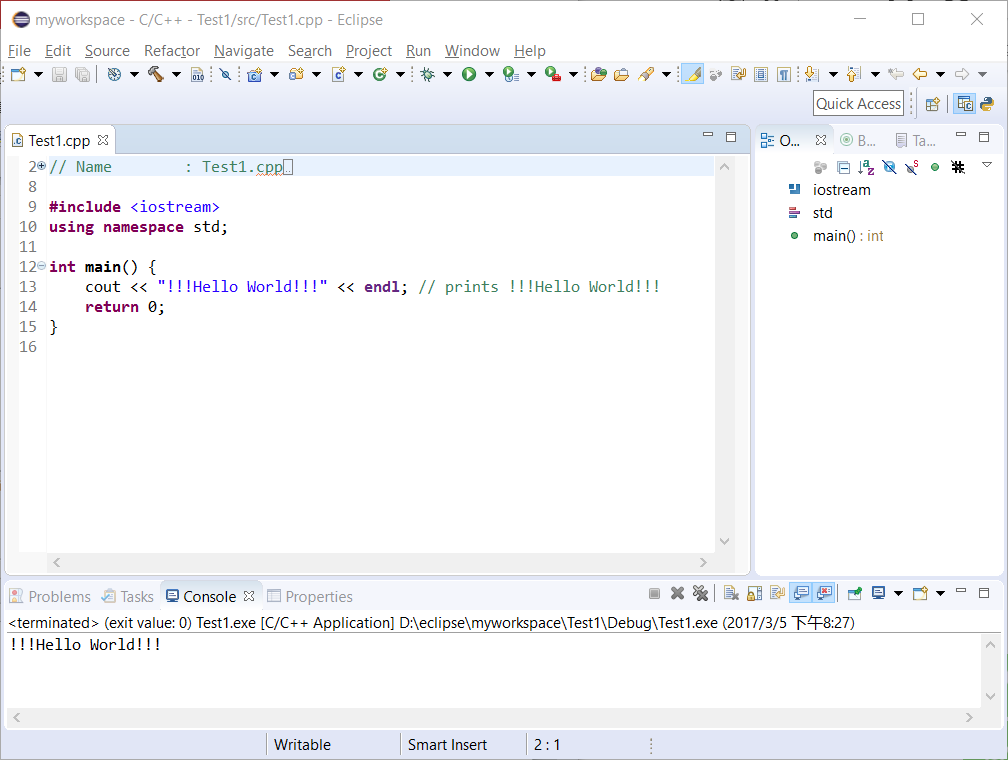 myworkspace - C/C++ - Test1/src/Test1.cpp - Eclipse
File Edit Source Refactor Navigate Search Project Run Window Help
Quick Access
Test1.cpp
2 // Name : Test1.cpp
8
9 #include <iostream>
10 using namespace std;
11
12 int main() {
13 cout << "!!!Hello World!!!" << endl; // prints !!!Hello World!!!
14 return 0;
15 }
16
O... B... Ta...
iostream
std
main() : int
Problems Tasks Console Properties
<terminated> (exit value: 0) Test1.exe [C/C++ Application] D:\eclipse\myworkspace\Test1\Debug\Test1.exe (2017/3/5 下午8:27)
!!!Hello World!!!
Writable Smart Insert 2 : 1